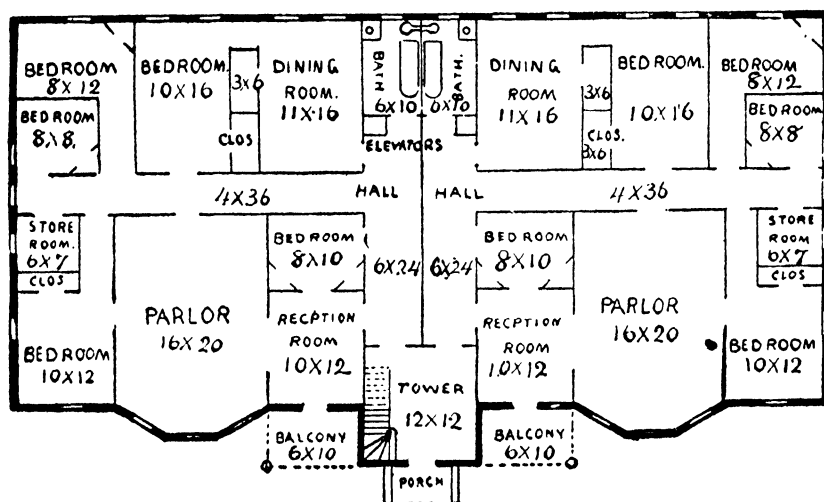 BEDROOM
8X12
BEDROOM.
10X16
3X6
DINING
ROOM.
11X16
BATH
6X10
BATH.
6X10
DINING
ROOM
11X16
3X6
BEDROOM.
10X16
BEDROOM
8X12
BEDROOM
8X8.
CLOS
ELEVATORS
CLOS.
3X6
BEDROOM
8X8
4X36
HALL
HALL
4X36
STORE
ROOM.
6X7
CLOS
BEDROOM
8X10
6X24
6X24
BEDROOM
8X10
STORE
ROOM
6X7
CLOS
PARLOR
16X20
RECPTION
ROOM
10X12
RECPTION
ROOM
10X12
PARLOR
16X20
BEDROOM
10X12
TOWER
12X12
BEDROOM
10X12
BALCONY
6X10
BALCONY
6X10
PORCH